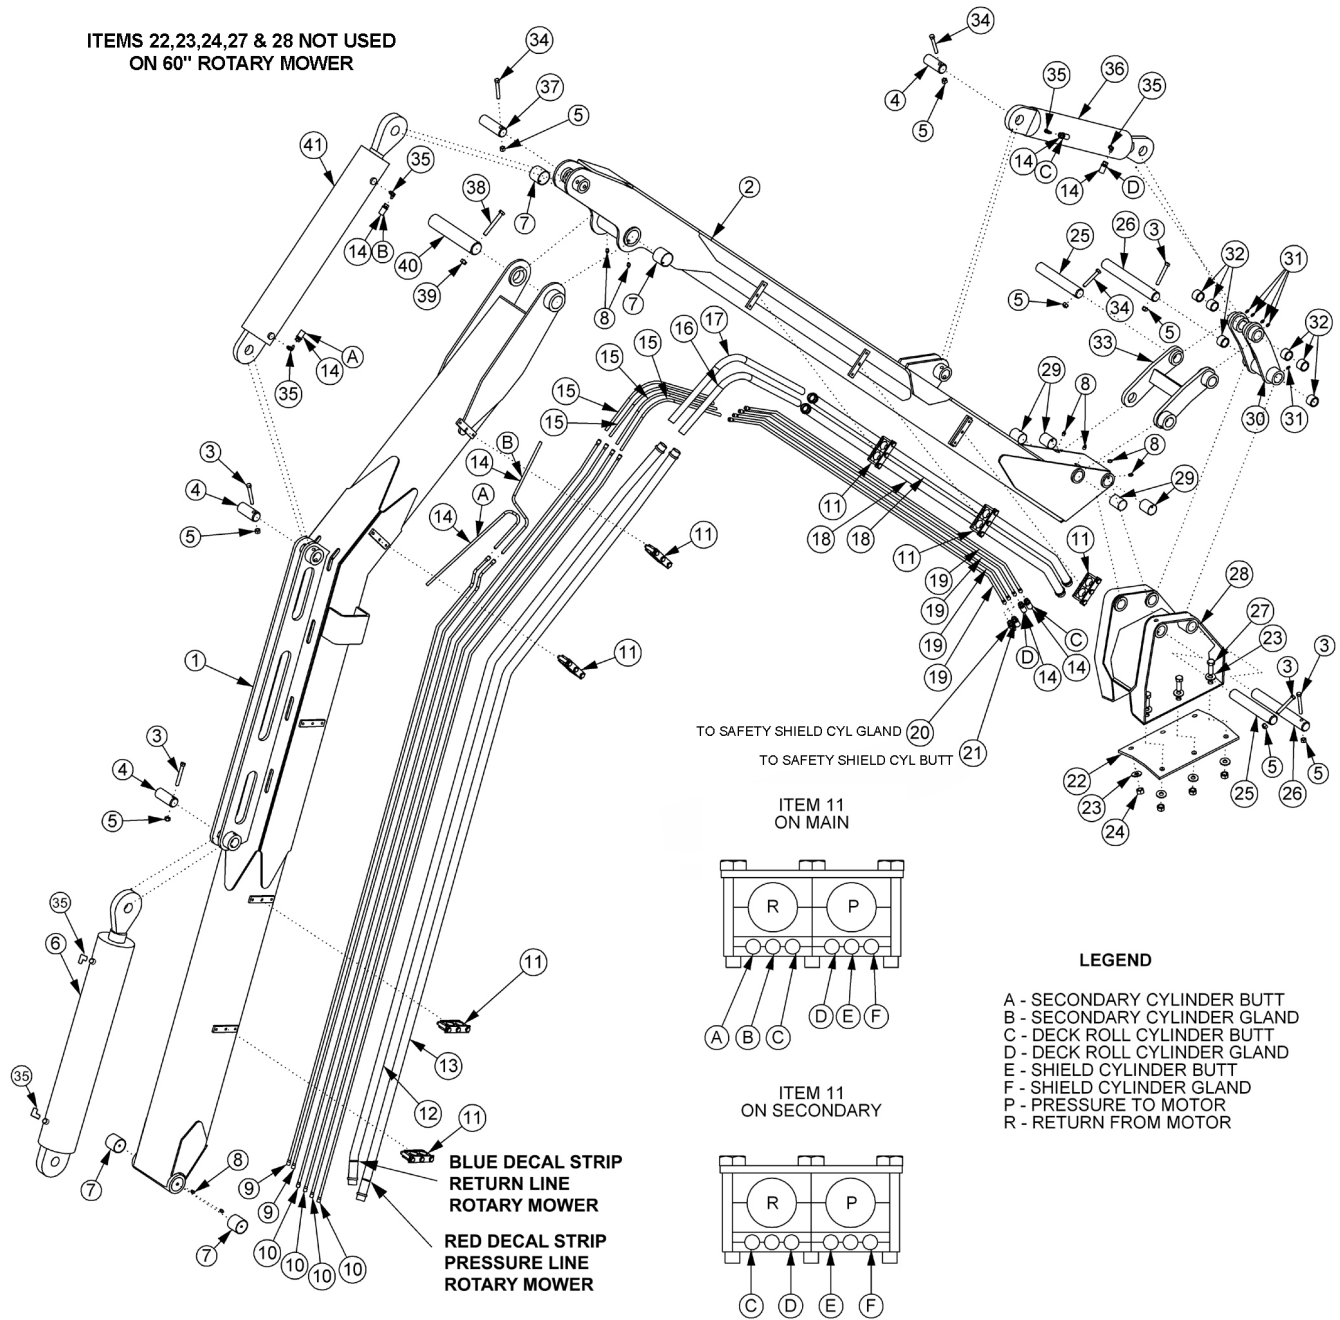 ITEMS 22,23,24,27 & 28 NOT USED
ON 60" ROTARY MOWER
34
37
5
41
35
7
38
14
B
40
39
2
7
8
34
4
5
35
36
35
14
C
14
D
25
26
3
32
31
5
34
5
33
32
30
31
29
8
8
29
17
16
15
15
15
15
A
14
35
B
14
A
14
3
4
5
1
3
4
5
11
11
11
18
18
11
19
19
19
19
11
C
D
14
14
20
21
TO SAFETY SHIELD CYL GLAND
TO SAFETY SHIELD CYL BUTT
28
27
23
3
3
22
23
24
25
5
26
5
35
6
35
7
8
7
9
9
10
10
10
10
11
13
12
11
BLUE DECAL STRIP
RETURN LINE
ROTARY MOWER
RED DECAL STRIP
PRESSURE LINE
ROTARY MOWER
ITEM 11
ON MAIN
R
P
A
B
C
D
E
F
ITEM 11
ON SECONDARY
R
P
C
D
E
F
LEGEND
A - SECONDARY CYLINDER BUTT
B - SECONDARY CYLINDER GLAND
C - DECK ROLL CYLINDER BUTT
D - DECK ROLL CYLINDER GLAND
E - SHIELD CYLINDER BUTT
F - SHIELD CYLINDER GLAND
P - PRESSURE TO MOTOR
R - RETURN FROM MOTOR